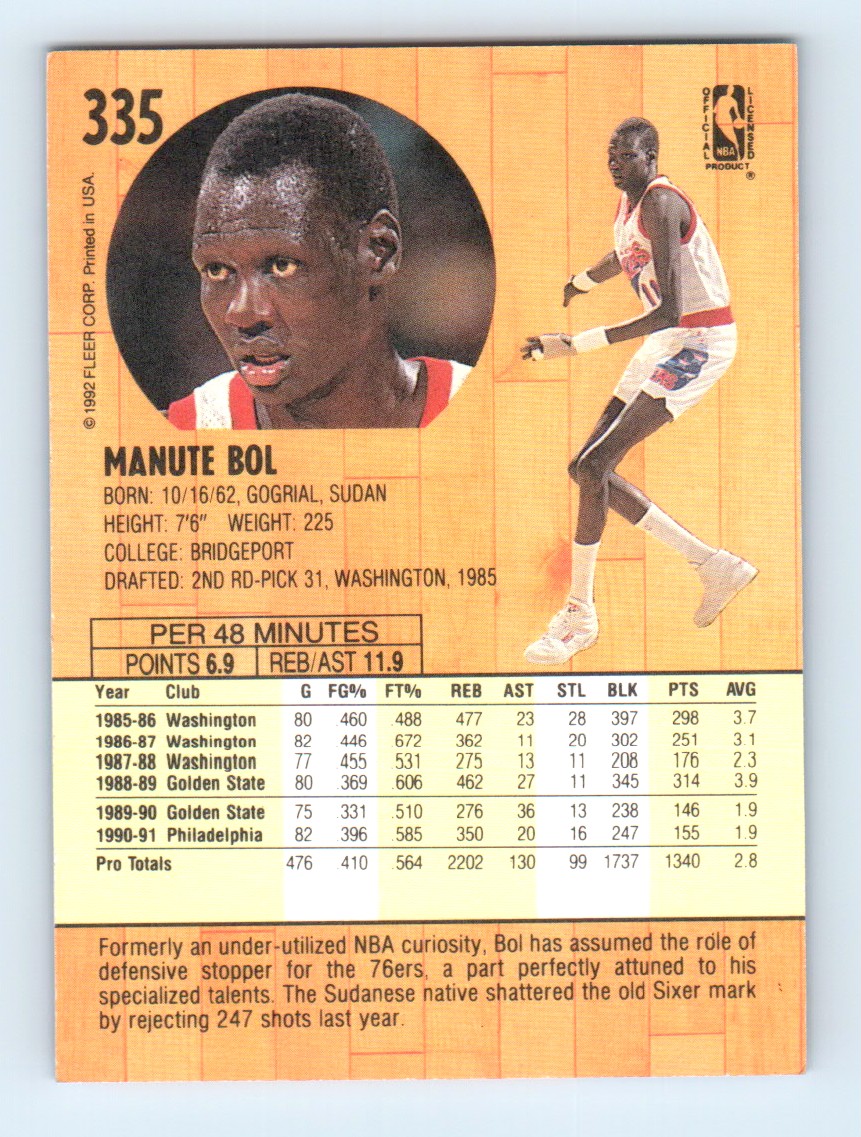 335
OFFICIAL LICENSED
NBA
PRODUCT
®
© 1992 FLEER CORP. Printed in USA.
MANUTE BOL
BORN: 10/16/62, GOGRIAL, SUDAN
HEIGHT: 7'6" WEIGHT: 225
COLLEGE: BRIDGEPORT
DRAFTED: 2ND RD-PICK 31, WASHINGTON, 1985
PER 48 MINUTES
POINTS 6.9 REB/AST 11.9
Year Club G FG% FT% REB AST STL BLK PTS AVG
1985-86 Washington 80 .460 .488 477 23 28 397 298 3.7
1986-87 Washington 82 .446 .672 362 11 20 302 251 3.1
1987-88 Washington 77 .455 .531 275 13 11 208 176 2.3
1988-89 Golden State 80 .369 .606 462 27 11 345 314 3.9
1989-90 Golden State 75 .331 .510 276 36 13 238 146 1.9
1990-91 Philadelphia 82 .396 .585 350 20 16 247 155 1.9
Pro Totals 476 .410 .564 2202 130 99 1737 1340 2.8
Formerly an under-utilized NBA curiosity, Bol has assumed the role of
defensive stopper for the 76ers, a part perfectly attuned to his
specialized talents. The Sudanese native shattered the old Sixer mark
by rejecting 247 shots last year.